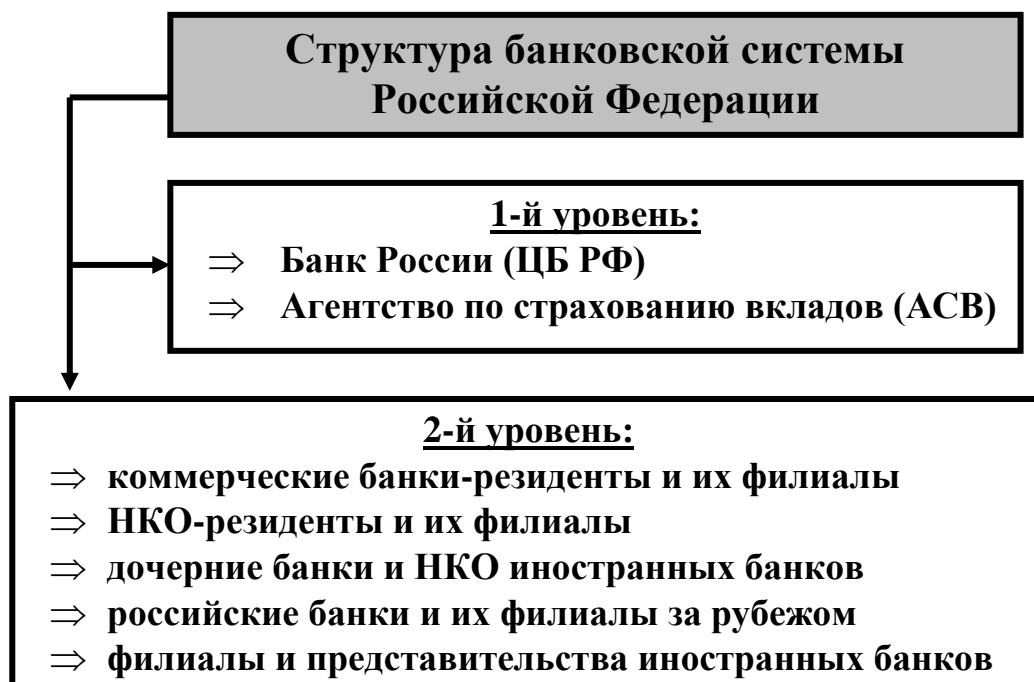 Структура банковской системы
Российской Федерации
1-й уровень:
⇒ Банк России (ЦБ РФ)
⇒ Агентство по страхованию вкладов (АСВ)
2-й уровень:
⇒ коммерческие банки-резиденты и их филиалы
⇒ НКО-резиденты и их филиалы
⇒ дочерние банки и НКО иностранных банков
⇒ российские банки и их филиалы за рубежом
⇒ филиалы и представительства иностранных банков